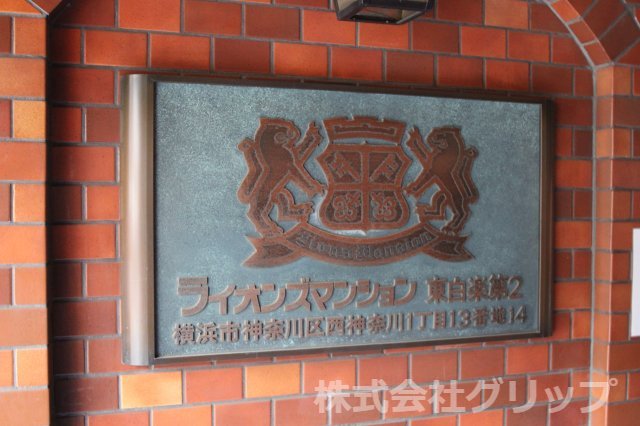 Lions Mansion
ライオンズマンション 東白楽第2
横浜市神奈川区西神奈川1丁目13番地14
株式会社グリップ